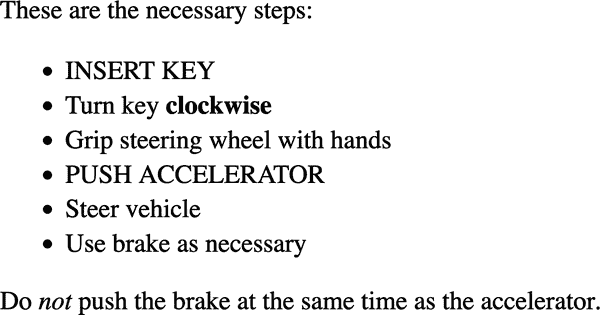 These are the necessary steps:
• INSERT KEY
• Turn key clockwise
• Grip steering wheel with hands
• PUSH ACCELERATOR
• Steer vehicle
• Use brake as necessary
Do not push the brake at the same time as the accelerator.